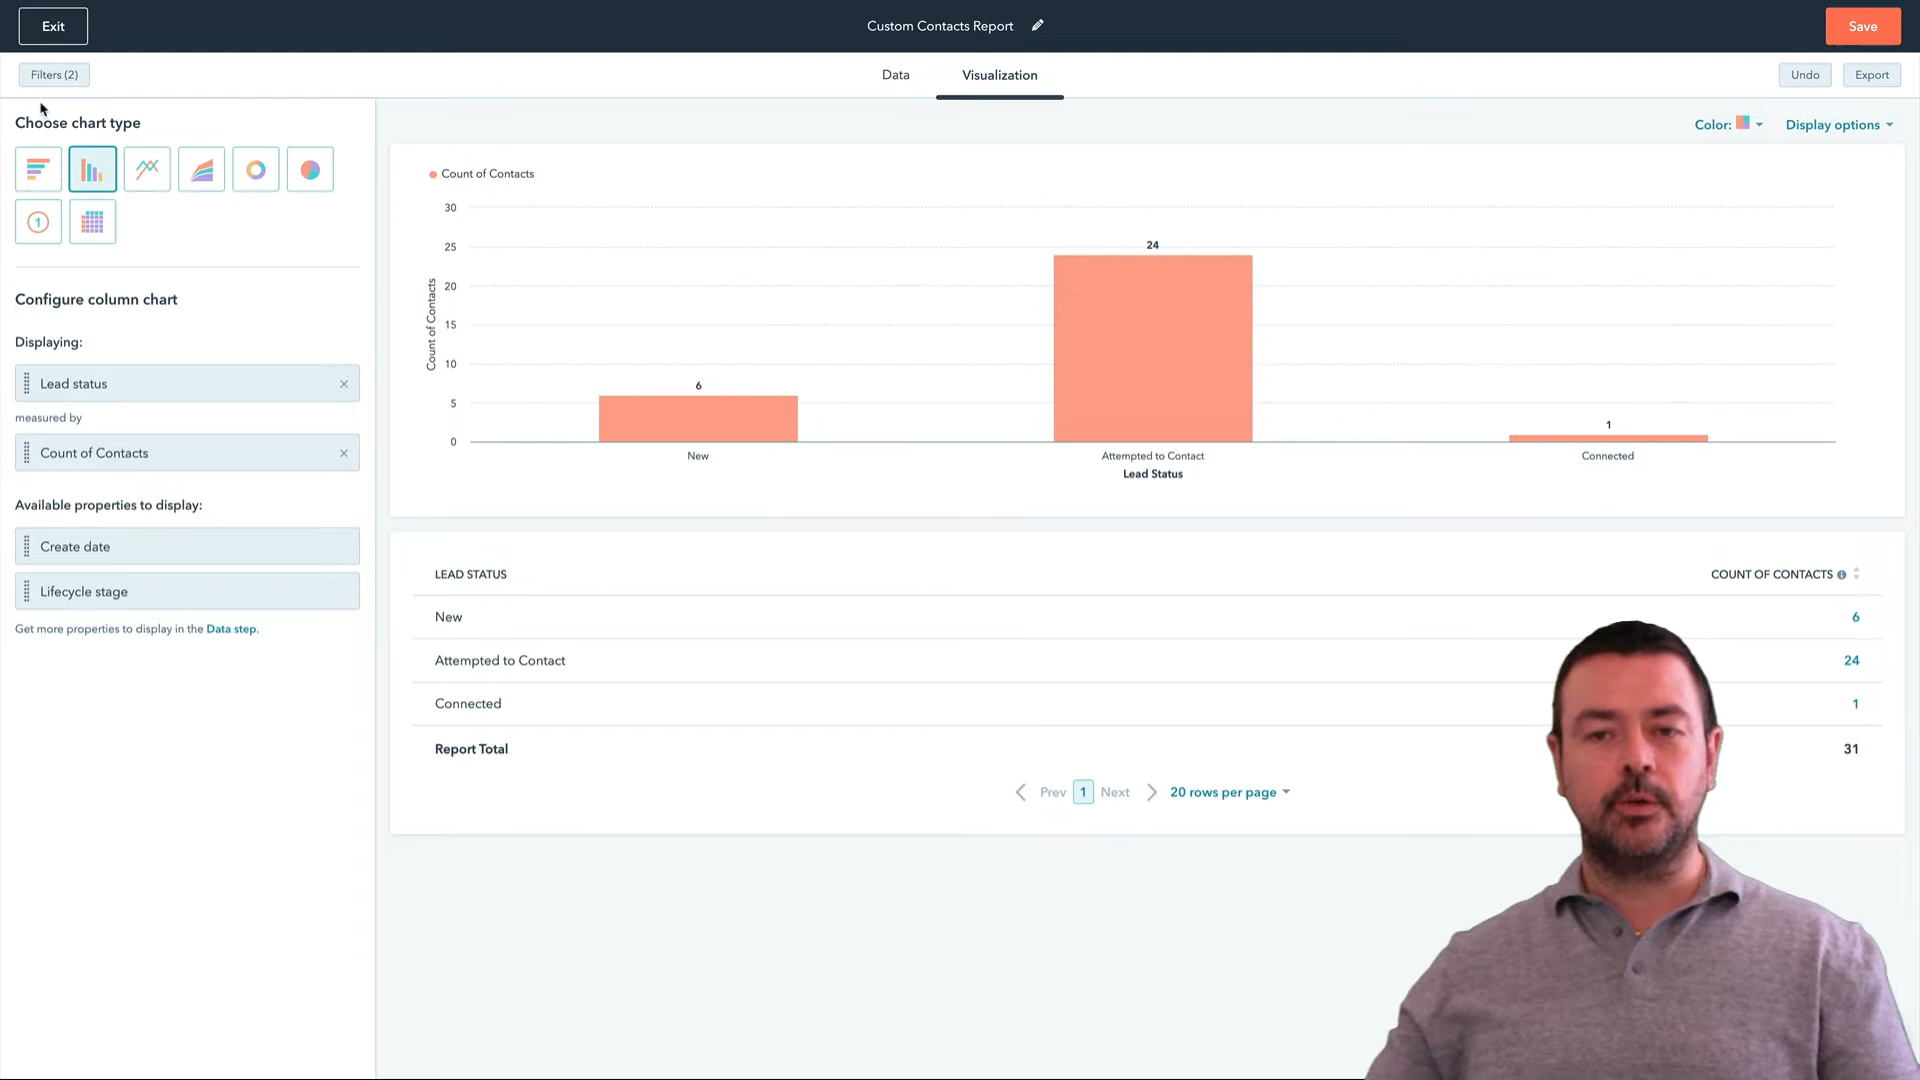 Exit
Custom Contacts Report
Save
Filters (2)
Data
Visualization
Undo
Export
Choose chart type
1
Configure column chart
Displaying:
Lead status
measured by
Count of Contacts
Available properties to display:
Create date
Lifecycle stage
Get more properties to display in the Data step.
Color:
Display options
Count of Contacts
30
25
20
15
10
5
0
Count of Contacts
6
24
1
New
Attempted to Contact
Connected
Lead Status
LEAD STATUS
COUNT OF CONTACTS
New
6
Attempted to Contact
24
Connected
1
Report Total
31
Prev
1
Next
20 rows per page